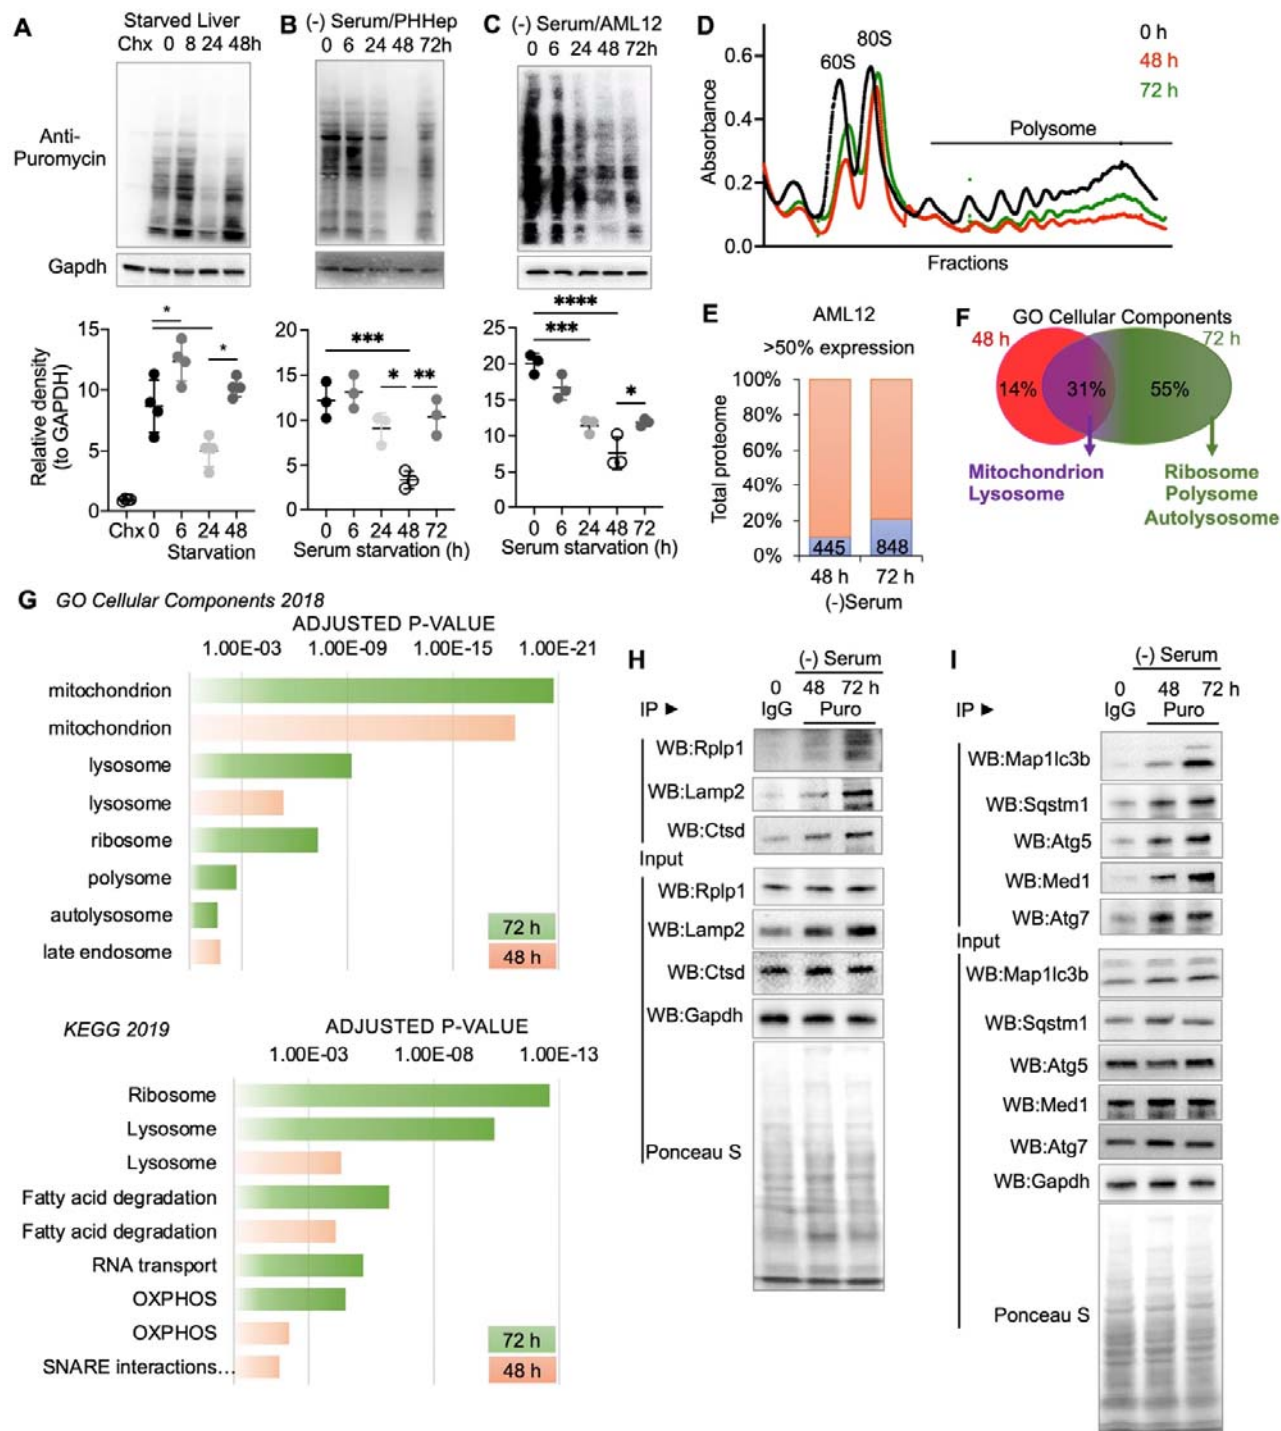 A
Starved Liver
Chx 0 8 24 48h
Anti-
Puromycin
Gapdh
Relative density
(to GAPDH)
15
10
5
0
Chx 0 6 24 48
Starvation
B (-) Serum/PHHep
0 6 24 48 72h
20
15
10
5
0
***
* **
0 6 24 48 72
Serum starvation (h)
C (-) Serum/AML12
0 6 24 48 72h
****
***
*
25
20
15
10
5
0
0 6 24 48 72
Serum starvation (h)
*
*
D
Absorbance
0.6
0.4
0.2
0.0
60S
80S
Polysome
0 h
48 h
72 h
Fractions
E AML12
>50% expression
Total proteome
100%
80%
60%
40%
20%
0%
445 848
48 h 72 h
(-)Serum
F GO Cellular Components
48 h 72 h
14% 31% 55%
Mitochondrion
Lysosome
Ribosome
Polysome
Autolysosome
G GO Cellular Components 2018
ADJUSTED P-VALUE
1.00E-03 1.00E-09 1.00E-15 1.00E-21
mitochondrion
mitochondrion
lysosome
lysosome
ribosome
polysome
autolysosome
late endosome
72 h
48 h
KEGG 2019
ADJUSTED P-VALUE
1.00E-03 1.00E-08 1.00E-13
Ribosome
Lysosome
Lysosome
Fatty acid degradation
Fatty acid degradation
RNA transport
OXPHOS
OXPHOS
SNARE interactions...
72 h
48 h
H
(-) Serum
0 48 72 h
IP ► IgG Puro
WB:Rplp1
WB:Lamp2
WB:Ctsd
Input
WB:Rplp1
WB:Lamp2
WB:Ctsd
WB:Gapdh
Ponceau S
I
(-) Serum
0 48 72 h
IP ► IgG Puro
WB:Map1lc3b
WB:Sqstm1
WB:Atg5
WB:Med1
WB:Atg7
Input
WB:Map1lc3b
WB:Sqstm1
WB:Atg5
WB:Med1
WB:Atg7
WB:Gapdh
Ponceau S